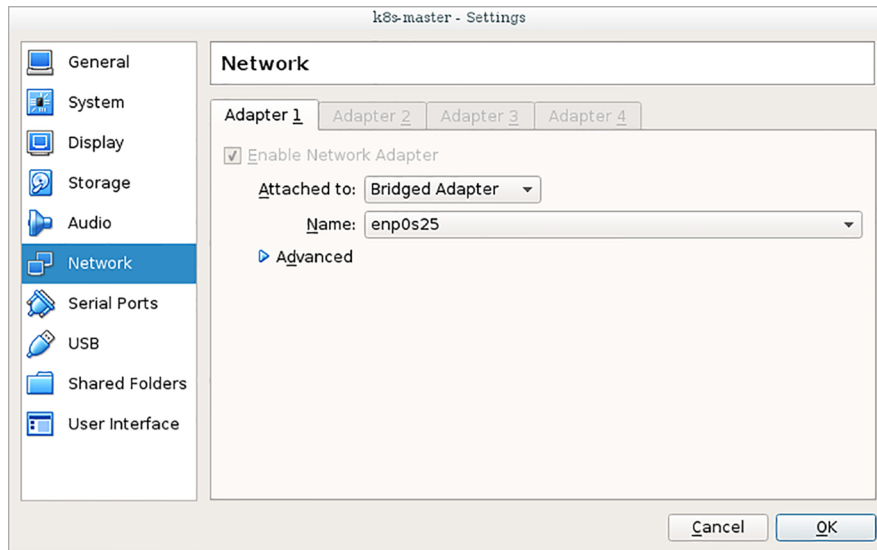 k8s-master - Settings
General
System
Display
Storage
Audio
Network
Serial Ports
USB
Shared Folders
User Interface
Network
Adapter 1 Adapter 2 Adapter 3 Adapter 4
Enable Network Adapter
Attached to: Bridged Adapter
Name: enp0s25
Advanced
Cancel OK